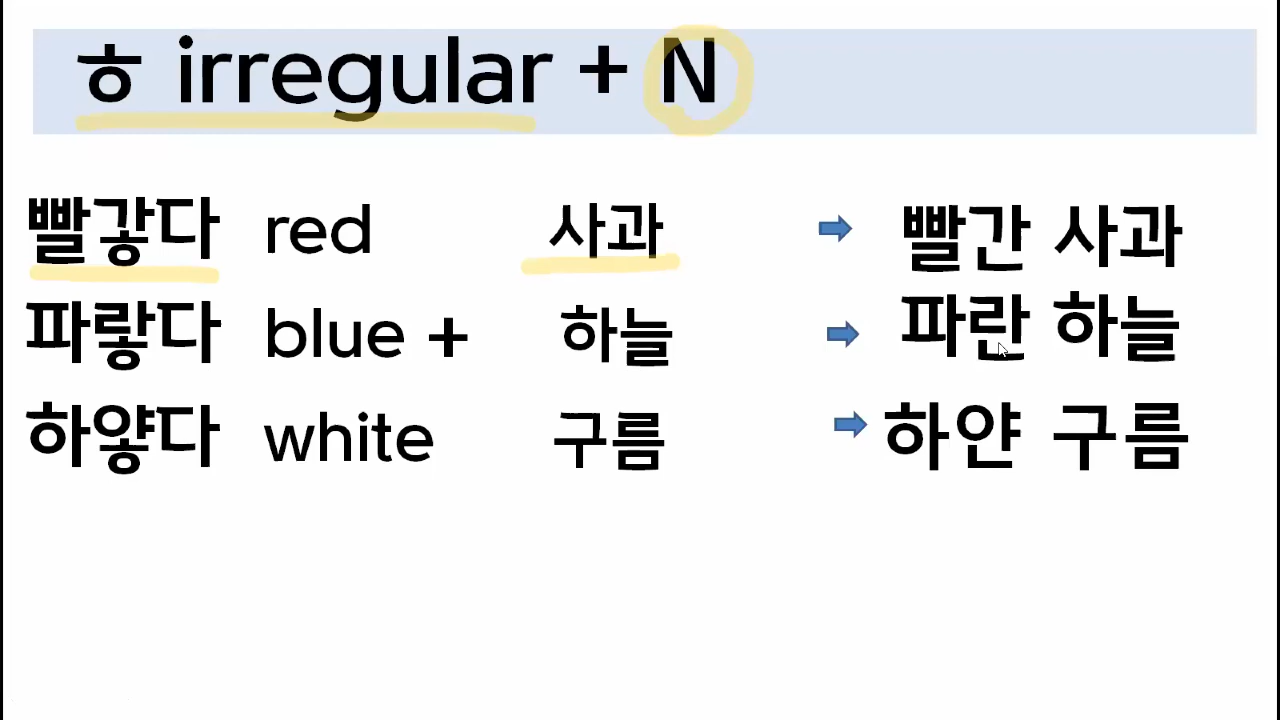 ㅎ irregular + N
빨갛다 red 사과 빨간 사과
파랗다 blue + 하늘 파란 하늘
하얗다 white 구름 하얀 구름